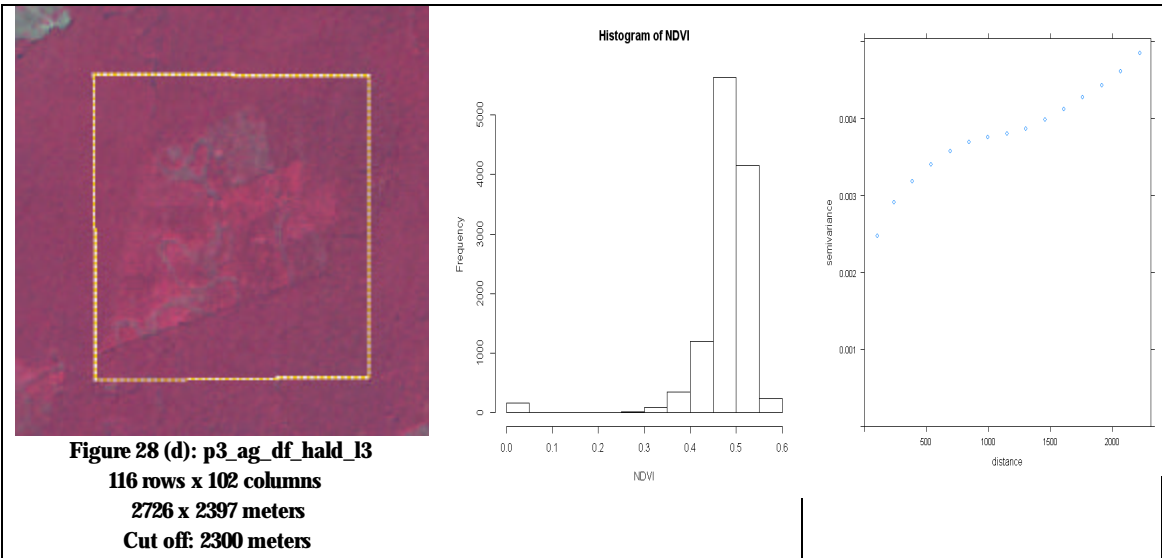 Figure 28 (d): p3_ag_df_hald_l3
116 rows x 102 columns
2726 x 2397 meters
Cut off: 2300 meters
Histogram of NDVI
Frequency
5000
4000
3000
2000
1000
0
0.0 0.1 0.2 0.3 0.4 0.5 0.6
NDVI
semivariance
0.004
0.003
0.002
0.001
500 1000 1500 2000
distance